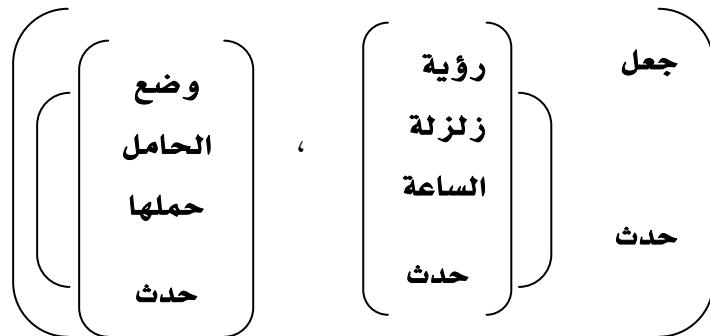 جعل
حدث
رؤية
زلزلة
الساعة
حدث
،
وضع
الحامل
حملها
حدث